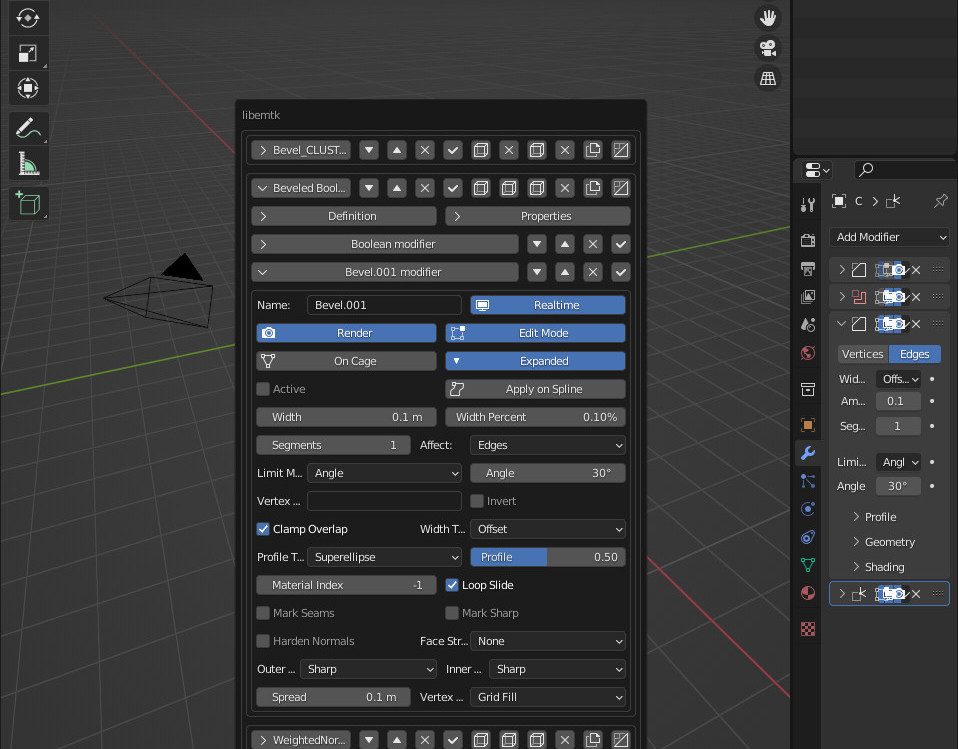 libemtk
Bevel_CLUST...
Beveled Bool...
Definition
Properties
Boolean modifier
Bevel.001 modifier
Name:
Bevel.001
Realtime
Render
Edit Mode
On Cage
Expanded
Active
Apply on Spline
Width 0.1 m
Width Percent 0.10%
Segments 1
Affect:
Edges
Limit M...
Angle
Angle 30°
Vertex ...
Invert
Clamp Overlap
Width T...
Offset
Profile T...
Superellipse
Profile 0.50
Material Index -1
Loop Slide
Mark Seams
Mark Sharp
Harden Normals
Face Str...
None
Outer ...
Sharp
Inner ...
Sharp
Spread 0.1 m
Vertex ...
Grid Fill
WeightedNor...
C
Add Modifier
Vertices
Edges
Wid...
Offs...
Am...
0.1
Seg...
1
Limi...
Angl
Angle
30°
Profile
Geometry
Shading